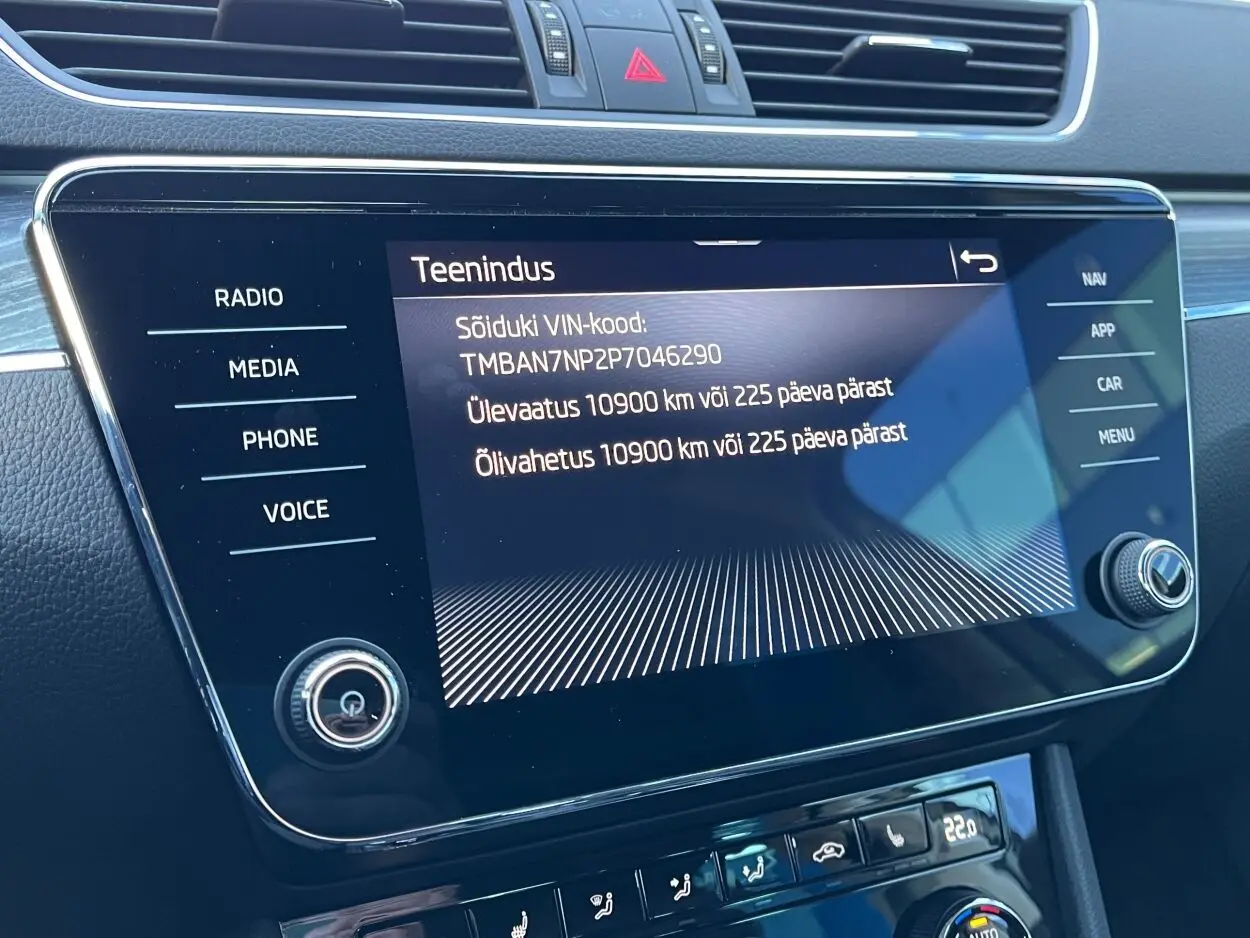 RADIO
MEDIA
PHONE
VOICE
Teenindus
Sõiduki VIN-kood:
TMBAN7NP2P7046290
Ülevaatus 10900 km või 225 päeva pärast
Õlivahetus 10900 km või 225 päeva pärast
NAV
APP
CAR
MENU
22.0
AUTO